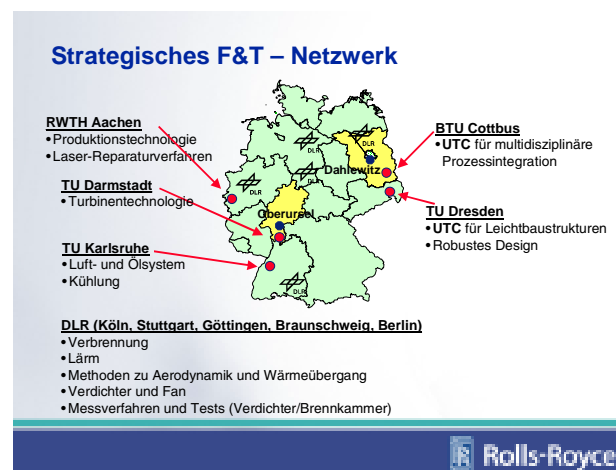 Strategisches F&T – Netzwerk
RWTH Aachen
•Produktionstechnologie
•Laser-Reparaturverfahren
TU Darmstadt
•Turbinentechnologie
TU Karlsruhe
•Luft- und Ölsystem
•Kühlung
DLR
DLR
DLR
DLR
DLR
Dahlewitz
Oberursel
BTU Cottbus
•UTC für multidisziplinäre
Prozessintegration
TU Dresden
•UTC für Leichtbaustrukturen
•Robustes Design
DLR (Köln, Stuttgart, Göttingen, Braunschweig, Berlin)
•Verbrennung
•Lärm
•Methoden zu Aerodynamik und Wärmeübergang
•Verdichter und Fan
•Messverfahren und Tests (Verdichter/Brennkammer)
Rolls-Royce